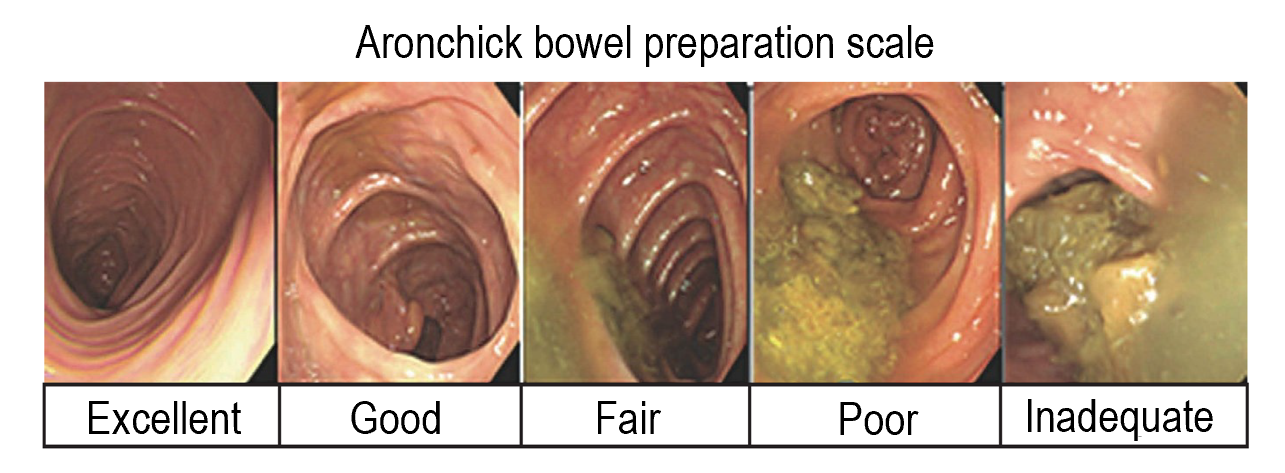 Aronchick bowel preparation scale
Excellent
Good
Fair
Poor
Inadequate